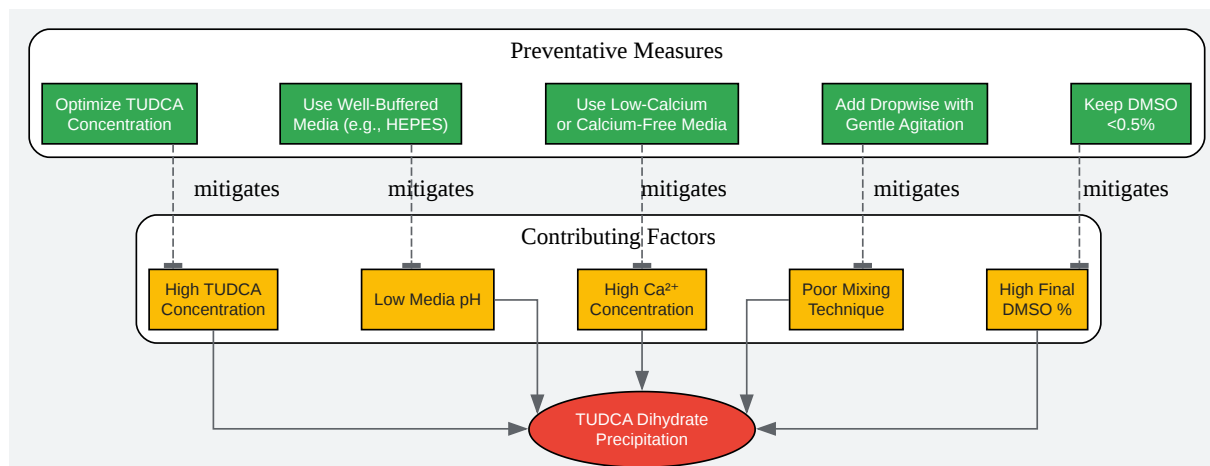 Preventative Measures
Optimize TUDCA
Concentration
Use Well-Buffered
Media (e.g., HEPES)
Use Low-Calcium
or Calcium-Free Media
Add Dropwise with
Gentle Agitation
Keep DMSO
<0.5%
mitigates
mitigates
mitigates
mitigates
mitigates
Contributing Factors
High TUDCA
Concentration
Low Media pH
High Ca²⁺
Concentration
Poor Mixing
Technique
High Final
DMSO %
TUDCA Dihydrate
Precipitation